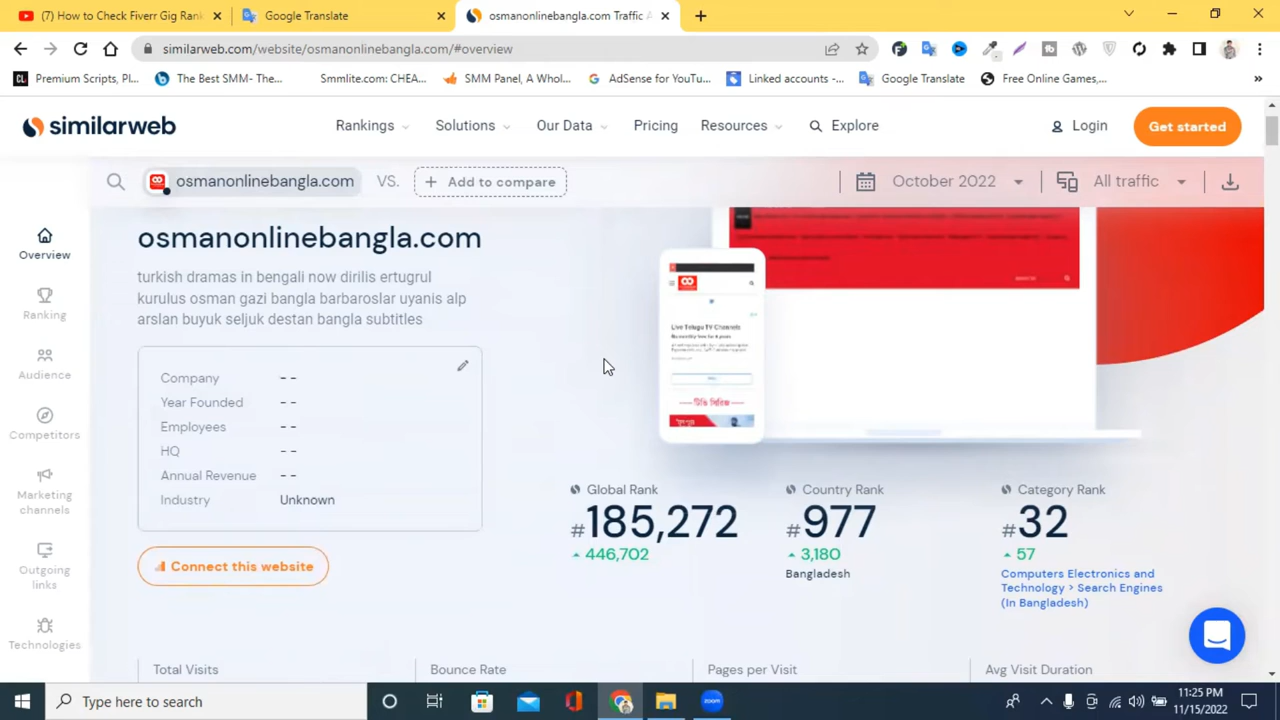 (7) How to Check Fiverr Gig Rank
Google Translate
osmanonlinebangla.com Traffic A
similarweb.com/website/osmanonlinebangla.com/#overview
CL Premium Scripts, Pl...
The Best SMM- The...
Smmlite.com: CHEA...
SMM Panel, A Whol...
AdSense for YouTu...
Linked accounts -...
Google Translate
Free Online Games,...
similarweb
Rankings
Solutions
Our Data
Pricing
Resources
Explore
Login
Get started
osmanonlinebangla.com
VS.
+ Add to compare
October 2022
All traffic
Overview
Ranking
Audience
Competitors
Marketing
channels
Outgoing
links
Technologies
osmanonlinebangla.com
turkish dramas in bengali now dirilis ertugrul
kurulus osman gazi bangla barbaroslar uyanis alp
arslan buyuk seljuk destan bangla subtitles
Company - -
Year Founded - -
Employees - -
HQ - -
Annual Revenue - -
Industry Unknown
Connect this website
Live Telugu TV Channels
Global Rank
#185,272
446,702
Country Rank
#977
3,180
Bangladesh
Category Rank
#32
57
Computers Electronics and
Technology > Search Engines
(In Bangladesh)
Total Visits
Bounce Rate
Pages per Visit
Avg Visit Duration
Type here to search
zoom
11:25 PM
11/15/2022